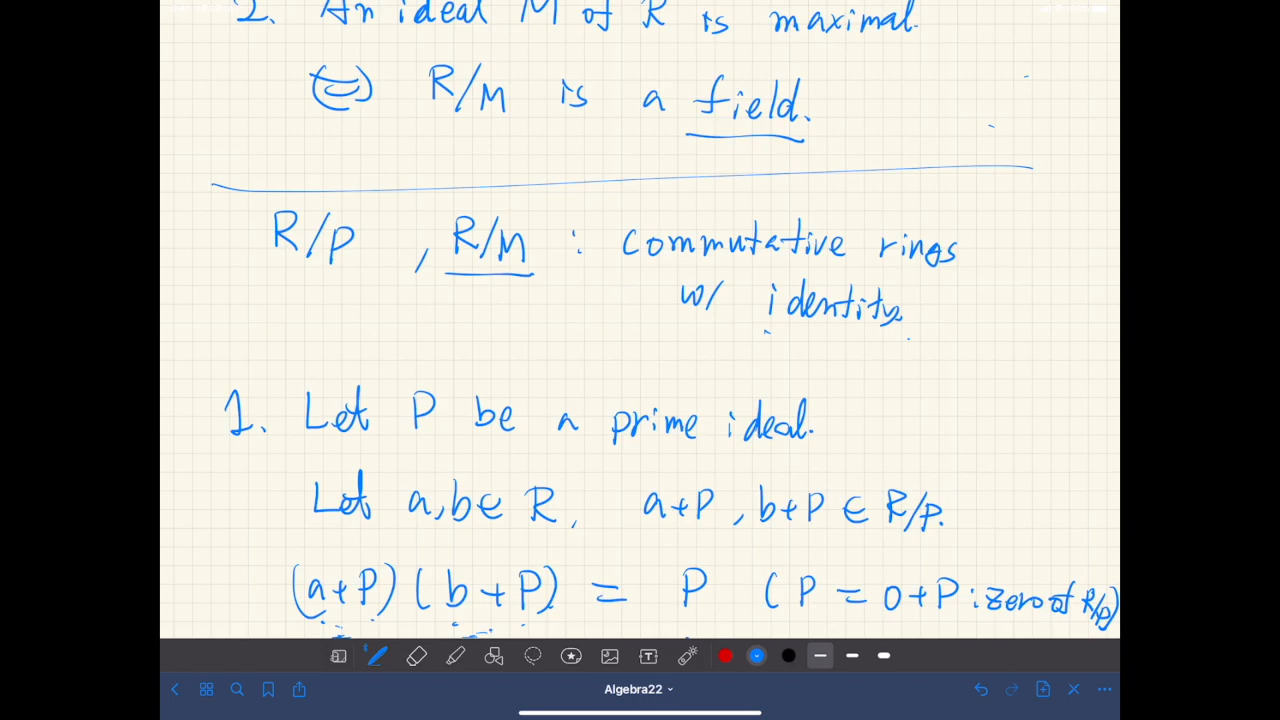 2. An ideal M of R is maximal.
⇔ R/M is a field.
R/P , R/M : commutative rings
w/ identity.
1. Let P be a prime ideal.
Let a,b ∈ R, a+P , b+P ∈ R/P.
(a+P)(b+P) = P (P = 0+P : zero of R/P)
Algebra22